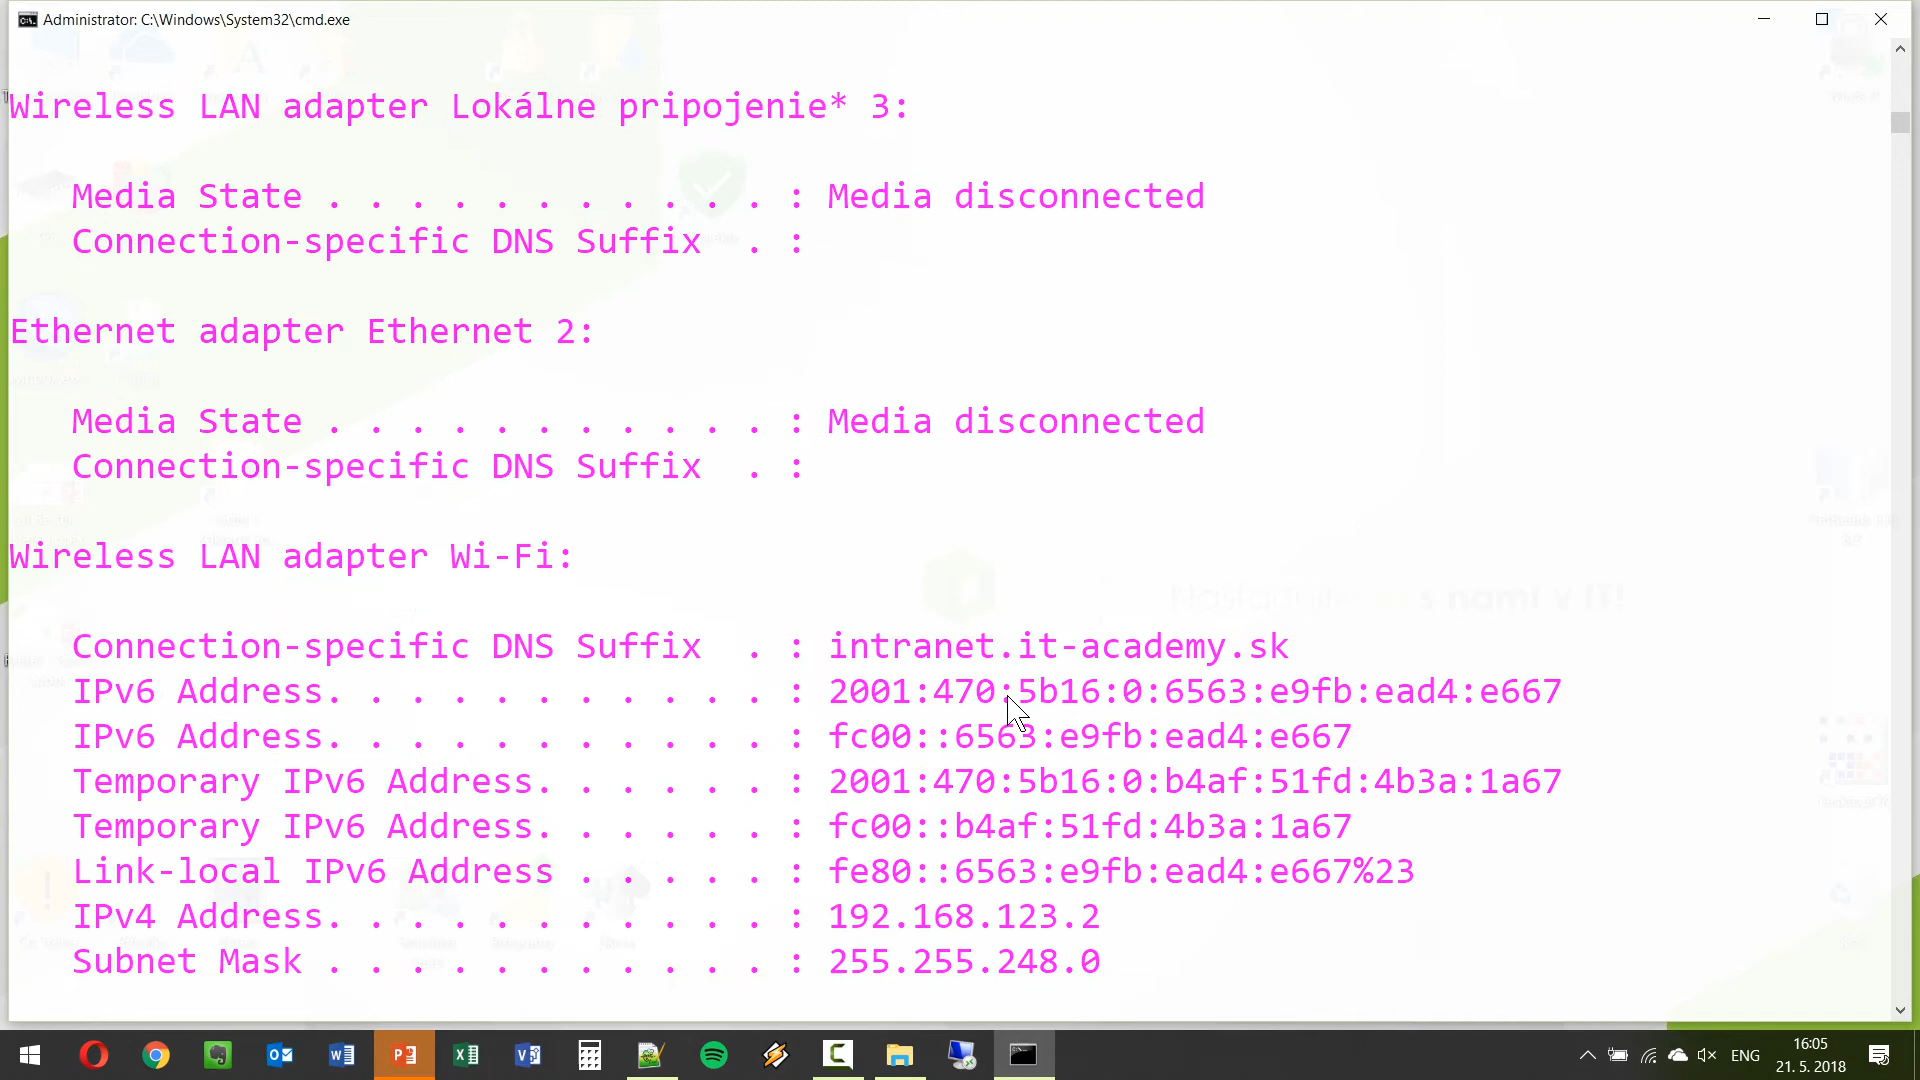 Administrator: C:\Windows\System32\cmd.exe
Wireless LAN adapter Lokálne pripojenie* 3:
Media State . . . . . . . . . . . : Media disconnected
Connection-specific DNS Suffix  . :
Ethernet adapter Ethernet 2:
Media State . . . . . . . . . . . : Media disconnected
Connection-specific DNS Suffix  . :
Wireless LAN adapter Wi-Fi:
s nami v IT!
Connection-specific DNS Suffix  . : intranet.it-academy.sk
IPv6 Address. . . . . . . . . . . : 2001:470:5b16:0:6563:e9fb:ead4:e667
IPv6 Address. . . . . . . . . . . : fc00::6563:e9fb:ead4:e667
Temporary IPv6 Address. . . . . . : 2001:470:5b16:0:b4af:51fd:4b3a:1a67
Temporary IPv6 Address. . . . . . : fc00::b4af:51fd:4b3a:1a67
Link-local IPv6 Address . . . . . : fe80::6563:e9fb:ead4:e667%23
IPv4 Address. . . . . . . . . . . : 192.168.123.2
Subnet Mask . . . . . . . . . . . : 255.255.248.0
ENG
16:05
21. 5. 2018